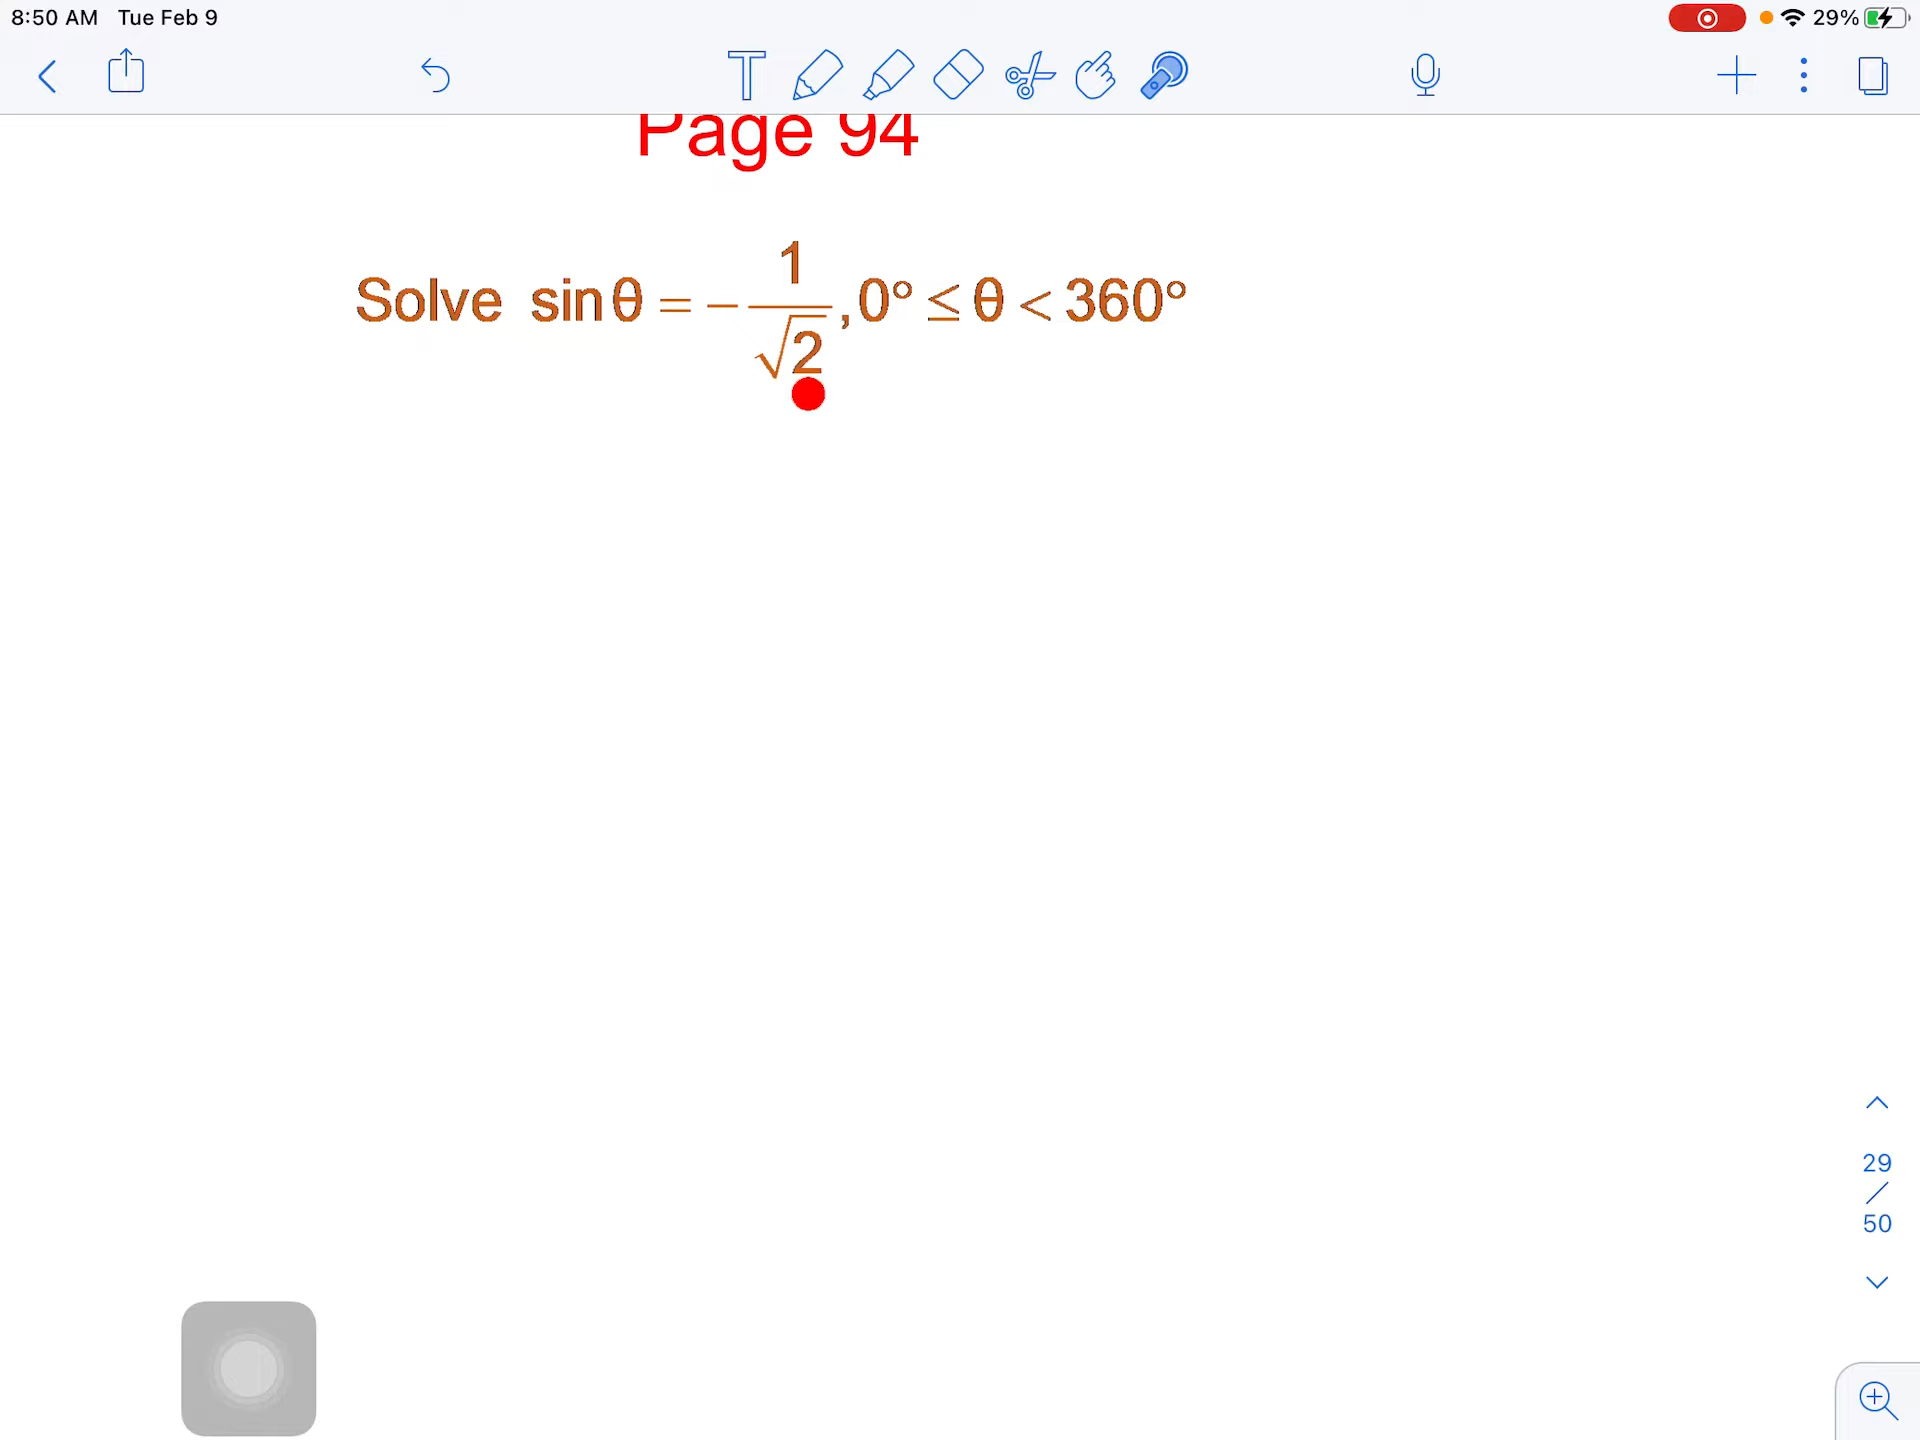 8:50 AM Tue Feb 9
29%
T
Page 94
Solve sin θ = − 1/√2 , 0° ≤ θ < 360°
29
/
50